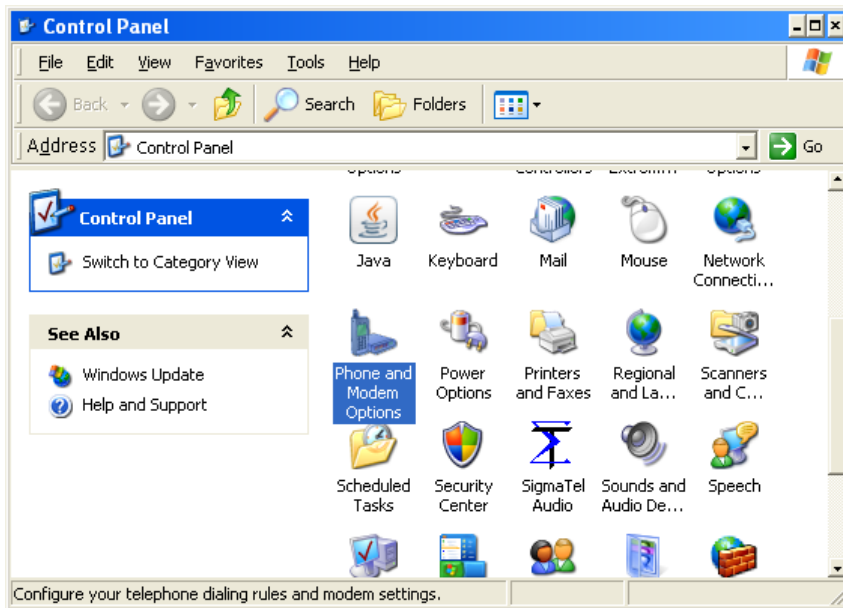 Control Panel
File Edit View Favorites Tools Help
Back Search Folders
Address Control Panel Go
Control Panel
Switch to Category View
See Also
Windows Update
Help and Support
Java Keyboard Mail Mouse Network
Connecti...
Phone and Power Printers Regional Scanners
Modem Options and Faxes and La... and C...
Options
Scheduled Security SigmaTel Sounds and Speech
Tasks Center Audio Audio De...
Configure your telephone dialing rules and modem settings.